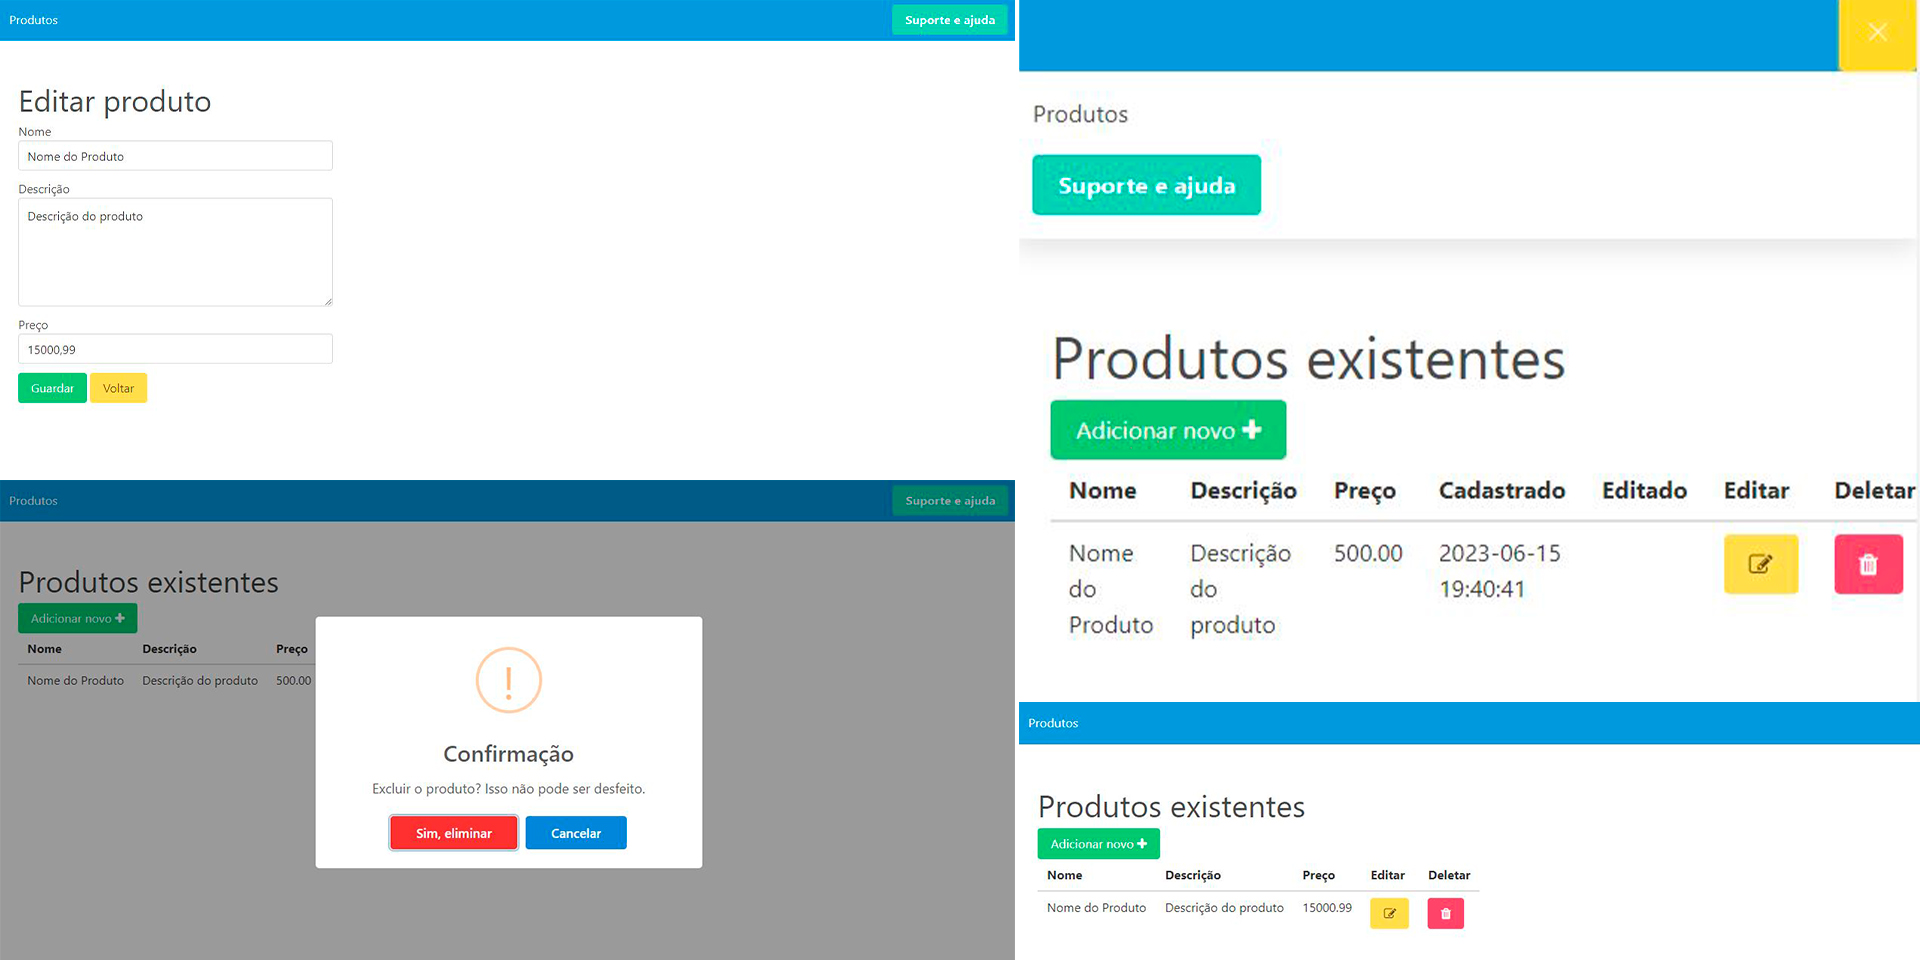 Produtos
Suporte e ajuda
Editar produto
Nome
Nome do Produto
Descrição
Descrição do produto
Preço
15000,99
Guardar Voltar
Produtos
Suporte e ajuda
Produtos existentes
Adicionar novo
Nome Descrição Preço
Nome do Produto Descrição do produto 500.00
!
Confirmação
Excluir o produto? Isso não pode ser desfeito.
Sim, eliminar Cancelar
Produtos
Suporte e ajuda
Produtos existentes
Adicionar novo
Nome Descrição Preço Cadastrado Editado Editar Deletar
Nome Descrição 500.00 2023-06-15
do do 19:40:41
Produto produto
Produtos
Produtos existentes
Adicionar novo
Nome Descrição Preço Editar Deletar
Nome do Produto Descrição do produto 15000.99